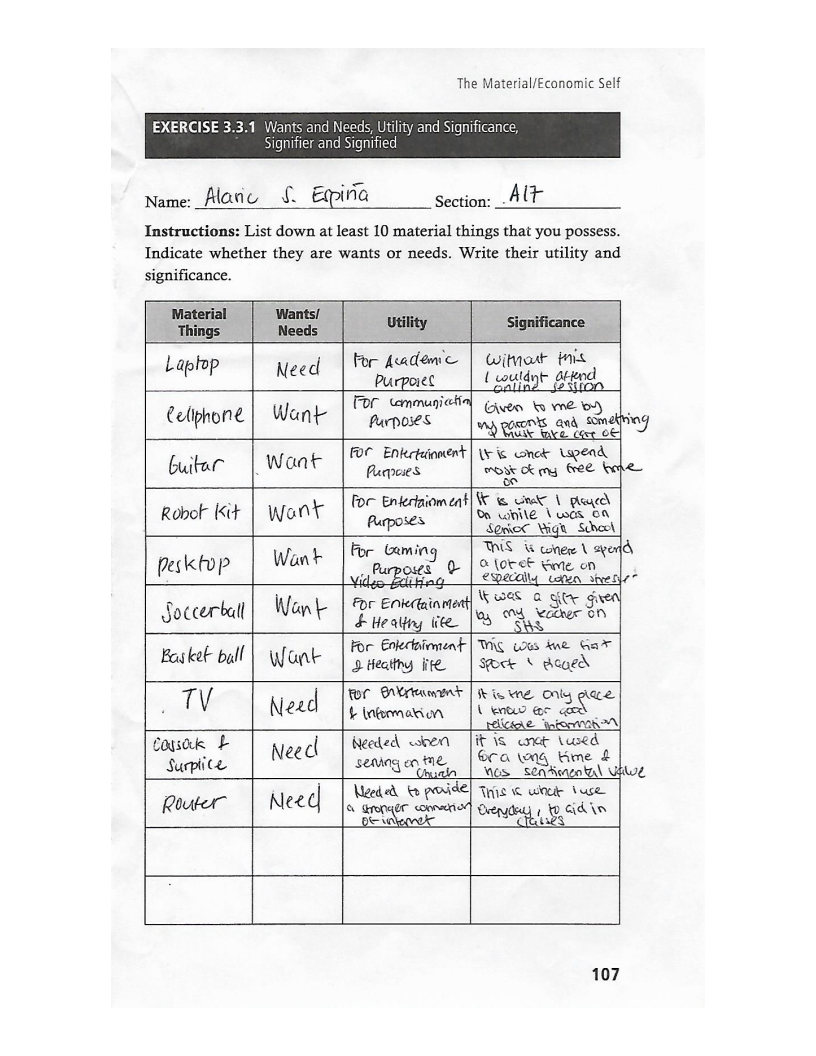 The Material/Economic Self
EXERCISE 3.3.1 Wants and Needs, Utility and Significance,
Signifier and Signified
Name: Alaric S. Espiña Section: A17
Instructions: List down at least 10 material things that you possess.
Indicate whether they are wants or needs. Write their utility and
significance.
Material
Things
Wants/
Needs
Utility
Significance
Laptop
Need
For Academic
Purposes
Without this
I wouldnt attend
online session
Cellphone
Want
For communication
Purposes
Given to me by
my parents and something
I must take care of
Guitar
Want
For Entertainment
Purposes
It is what I spend
most of my free time
on
Robot Kit
Want
For Entertainment
Purposes
It is what I played
on while I was on
Senior High School
Desktop
Want
For Gaming
Purposes &
Video Editing
This is where I spend
a lot of time on
especially when
Soccerball
Want
For Entertainment
& Healthy life
It was a gift given
by my teacher on
SHS
Basket ball
Want
For Entertainment
& Healthy life
This was the first
sport I played
TV
Need
For Entertainment
& Information
it is the only place
I know for good
reliable information
Cassock &
Surplice
Need
Needed when
serving on the
Church
it is what I used
for a long time &
has sentimental value
Router
Need
Needed to provide
a stronger connection
of internet
This is what I use
Everyday, to aid in
classes
107